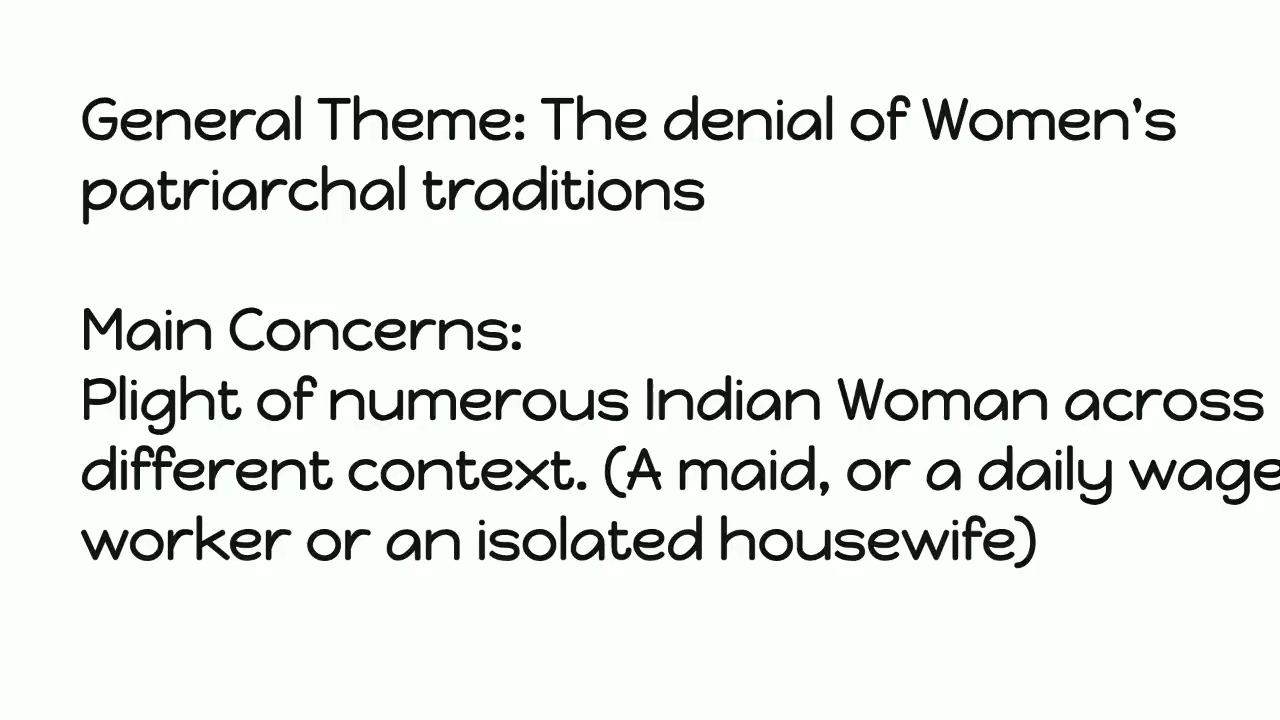 General Theme: The denial of Women's
patriarchal traditions
Main Concerns:
Plight of numerous Indian Woman across
different context. (A maid, or a daily wage
worker or an isolated housewife)